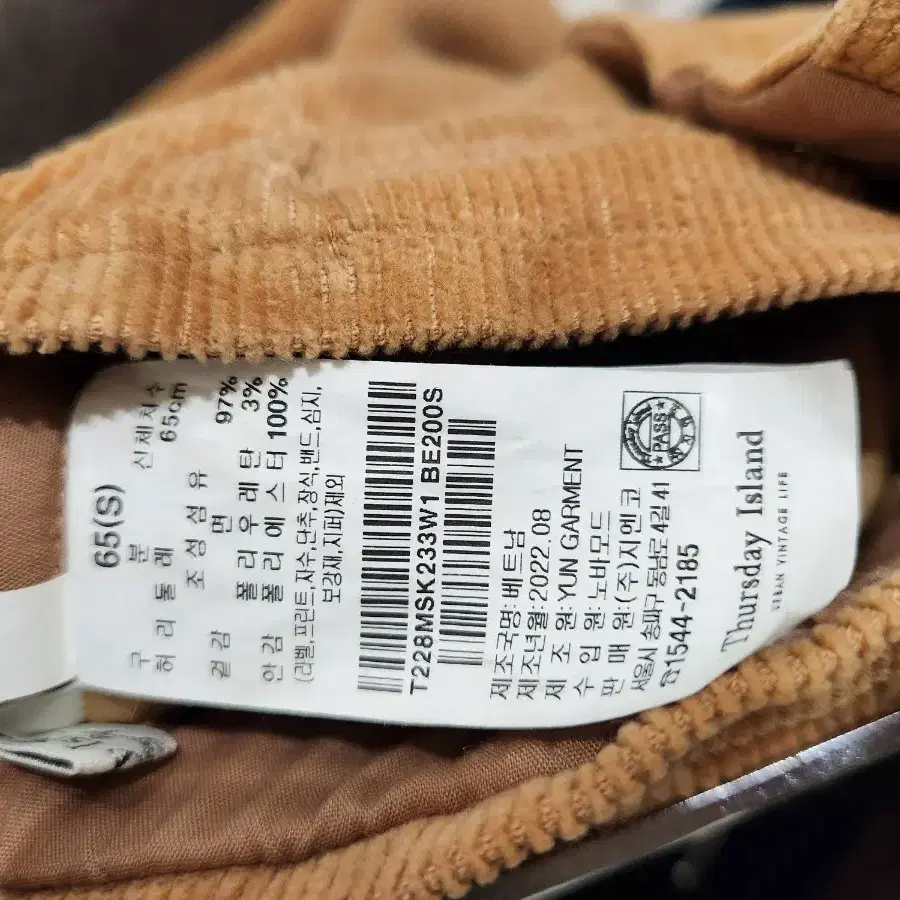 65(S)
구 분 신체치수
허 리 둘 레 65cm
조성섬유
겉감 면 97%
폴리우레탄 3%
안감 폴리에스터 100%
(라벨,프린트,자수,단추,장식,밴드,심지,
보강재,지퍼)제외
T228MSK233W1 BE200S
제조국명:베트남
제조년월:2022.08
제 조 원:YUN GARMENT
수 입 원:노바모드
판 매 원:(주)지엔코
서울시 송파구 동남로 4길 41
☎1544-2185
PASS
Thursday Island
URBAN VINTAGE LIFE